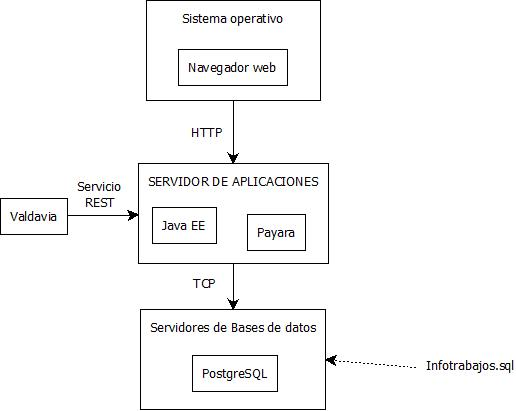 Sistema operativo
Navegador web
HTTP
SERVIDOR DE APLICACIONES
Servicio
REST
Valdavia
Java EE
Payara
TCP
Servidores de Bases de datos
PostgreSQL
Infotrabajos.sql